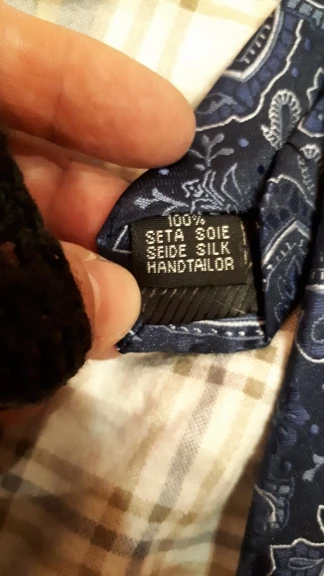 100%
SETA SOIE
SEIDE SILK
HANDTAILOR